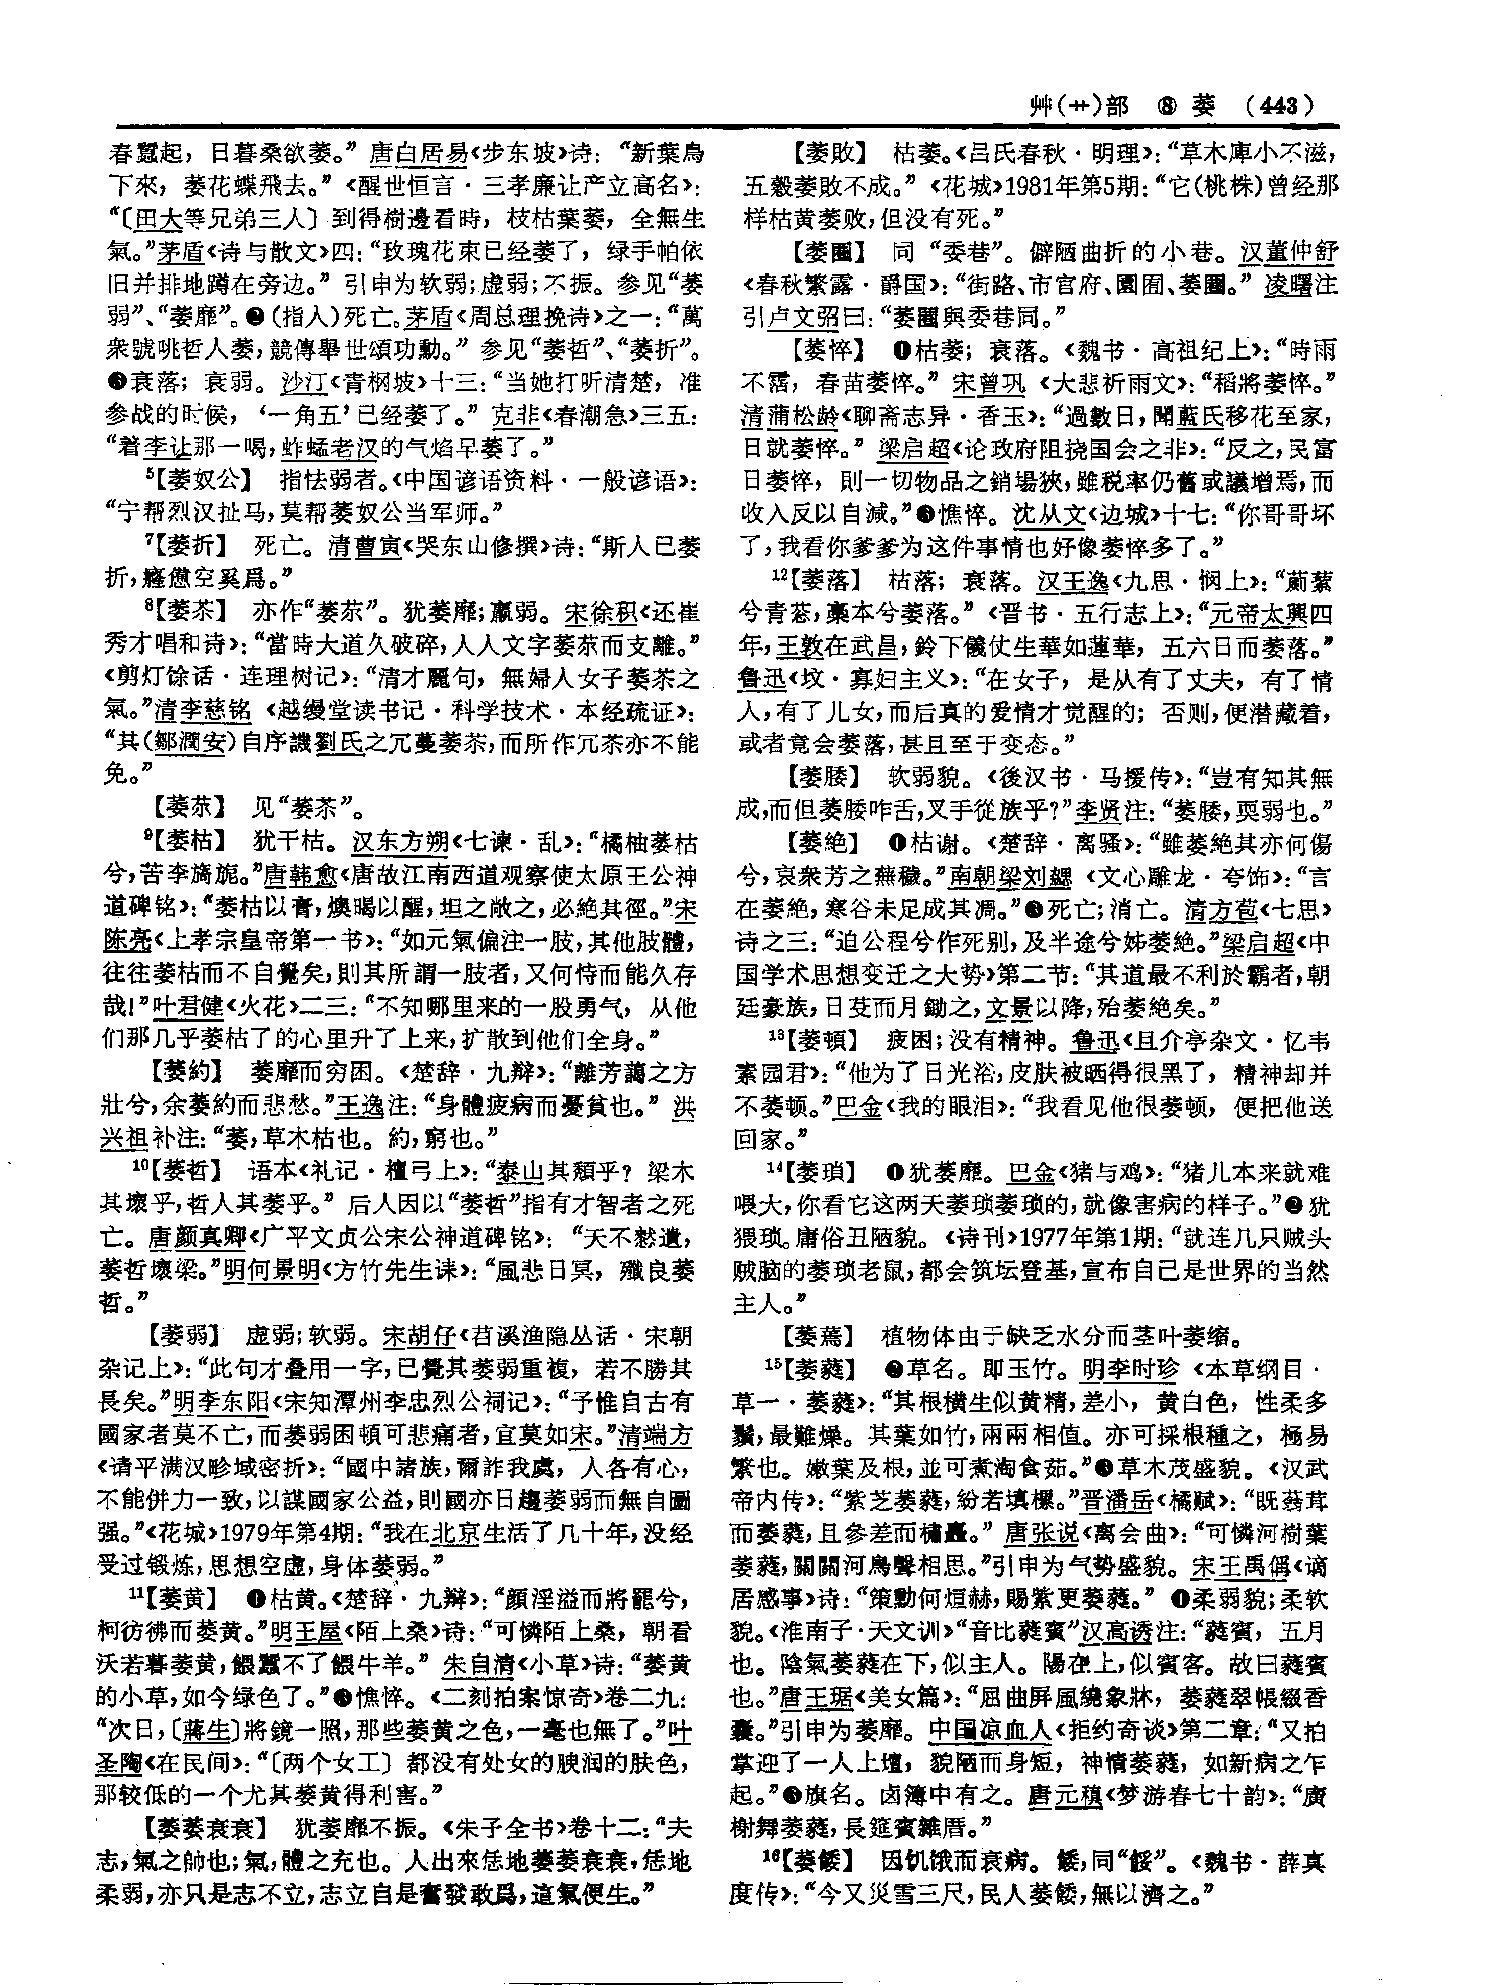 艸(艹)部　⑧ 萎　(443)
春蠶起，日暮桑欲萎。”唐白居易《步东坡》诗：“新葉鳥
下來，萎花蝶飛去。”《醒世恒言·三孝廉让产立高名》：
“〔田大等兄弟三人〕到得樹邊看時，枝枯葉萎，全無生
氣。”茅盾《诗与散文》四：“玫瑰花束已经萎了，绿手帕依
旧并排地蹲在旁边。”引申为软弱；虚弱；不振。参见“萎
弱”、“萎靡”。❷(指人)死亡。茅盾《周总理挽诗》之一：“萬
衆號咷哲人萎，競傳舉世頌功勳。”参见“萎哲”、“萎折”。
❸衰落；衰弱。沙汀《青枫坡》十三：“当她打听清楚，准
参战的时候，‘一角五’已经萎了。”克非《春潮急》三五：
“着李让那一喝，蚱蜢老汉的气焰早萎了。”
⁵【萎奴公】　指怯弱者。《中国谚语资料·一般谚语》：
“宁帮烈汉扯马，莫帮萎奴公当军师。”
⁷【萎折】　死亡。清曹寅《哭东山修撰》诗：“斯人已萎
折，癃憊空奚爲。”
⁸【萎苶】　亦作“萎苶”。犹萎靡；羸弱。宋徐积《还崔
秀才唱和诗》：“當時大道久破碎，人人文字萎苶而支離。”
《剪灯馀话·连理树记》：“清才麗句，無婦人女子萎苶之
氣。”清李慈铭《越缦堂读书记·科学技术·本经疏证》：
“其(鄒潤安)自序譏劉氏之冗蔓萎苶，而所作冗苶亦不能
免。”
【萎苶】　见“萎苶”。
⁹【萎枯】　犹干枯。汉东方朔《七谏·乱》：“橘柚萎枯
兮，苦李旖旎。”唐韩愈《唐故江南西道观察使太原王公神
道碑铭》：“萎枯以膏，燠暍以醒，坦之敞之，必絶其徑。”宋
陈亮《上孝宗皇帝第一书》：“如元氣偏注一肢，其他肢體，
往往萎枯而不自覺矣，則其所謂一肢者，又何恃而能久存
哉！”叶君健《火花》二三：“不知哪里来的一股勇气，从他
们那几乎萎枯了的心里升了上来，扩散到他们全身。”
【萎約】　萎靡而穷困。《楚辞·九辩》：“離芳藹之方
壯兮，余萎約而悲愁。”王逸注：“身體疲病而憂貧也。”洪
兴祖补注：“萎，草木枯也。約，窮也。”
¹⁰【萎哲】　语本《礼记·檀弓上》：“泰山其頹乎？梁木
其壞乎，哲人其萎乎。”后人因以“萎哲”指有才智者之死
亡。唐颜真卿《广平文贞公宋公神道碑铭》：“天不慭遺，
萎哲壞梁。”明何景明《方竹先生诔》：“風悲日冥，殲良萎
哲。”
【萎弱】　虚弱；软弱。宋胡仔《苕溪渔隐丛话·宋朝
杂记上》：“此句才叠用一字，已覺其萎弱重複，若不勝其
長矣。”明李东阳《宋知潭州李忠烈公祠记》：“予惟自古有
國家者莫不亡，而萎弱困頓可悲痛者，宜莫如宋。”清端方
《请平满汉畛域密折》：“國中諸族，爾詐我虞，人各有心，
不能併力一致，以謀國家公益，則國亦日趨萎弱而無自圖
强。”《花城》1979年第4期：“我在北京生活了几十年，没经
受过锻炼，思想空虚，身体萎弱。”
¹¹【萎黄】　❶枯黄。《楚辞·九辩》：“顔淫溢而將罷兮，
柯彷彿而萎黄。”明王屋《陌上桑》诗：“可憐陌上桑，朝看
沃若暮萎黄，餵蠶不了餵牛羊。”朱自清《小草》诗：“萎黄
的小草，如今绿色了。”❷憔悴。《二刻拍案惊奇》卷二九：
“次日，〔蔣生〕將鏡一照，那些萎黄之色，一毫也無了。”叶
圣陶《在民间》：“〔两个女工〕都没有处女的腴润的肤色，
那较低的一个尤其萎黄得利害。”
【萎萎衰衰】　犹萎靡不振。《朱子全书》卷十二：“夫
志，氣之帥也；氣，體之充也。人出來恁地萎萎衰衰，恁地
柔弱，亦只是志不立，志立自是奮發敢爲，這氣便生。”
【萎敗】　枯萎。《吕氏春秋·明理》：“草木庳小不滋，
五穀萎敗不成。”《花城》1981年第5期：“它(桃株)曾经那
样枯黄萎败，但没有死。”
【萎圈】　同“委巷”。僻陋曲折的小巷。汉董仲舒
《春秋繁露·爵国》：“街路、市官府、園囿、萎圈。”凌曙注
引卢文弨曰：“萎圈與委巷同。”
【萎悴】　❶枯萎；衰落。《魏书·高祖纪上》：“時雨
不霑，春苗萎悴。”宋曾巩《大悲祈雨文》：“稻將萎悴。”
清蒲松龄《聊斋志异·香玉》：“過數日，聞藍氏移花至家，
日就萎悴。”梁启超《论政府阻挠国会之非》：“反之，民富
日萎悴，則一切物品之銷場狹，雖税率仍舊或議增焉，而
收入反以自減。”❷憔悴。沈从文《边城》十七：“你哥哥坏
了，我看你爹爹为这件事情也好像萎悴多了。”
¹²【萎落】　枯落；衰落。汉王逸《九思·悯上》：“蓢蘂
兮青葱，槀本兮萎落。”《晋书·五行志上》：“元帝太興四
年，王敦在武昌，鈴下儀仗生華如蓮華，五六日而萎落。”
鲁迅《坟·寡妇主义》：“在女子，是从有了丈夫，有了情
人，有了儿女，而后真的爱情才觉醒的；否则，便潜藏着，
或者竟会萎落，甚且至于变态。”
【萎腇】　软弱貌。《後汉书·马援传》：“豈有知其無
成，而但萎腇咋舌，叉手從族乎？”李贤注：“萎腇，耎弱也。”
【萎絶】　❶枯谢。《楚辞·离骚》：“雖萎絶其亦何傷
兮，哀衆芳之蕪穢。”南朝梁刘勰《文心雕龙·夸饰》：“言
在萎絶，寒谷未足成其凋。”❷死亡；消亡。清方苞《七思》
诗之三：“迫公程兮作死别，及半途兮姊萎絶。”梁启超《中
国学术思想变迁之大势》第二节：“其道最不利於霸者，朝
廷豪族，日芟而月鋤之，文景以降，殆萎絶矣。”
¹³【萎頓】　疲困；没有精神。鲁迅《且介亭杂文·忆韦
素园君》：“他为了日光浴，皮肤被晒得很黑了，精神却并
不萎顿。”巴金《我的眼泪》：“我看见他很萎顿，便把他送
回家。”
¹⁴【萎瑣】　❶犹萎靡。巴金《猪与鸡》：“猪儿本来就难
喂大，你看它这两天萎琐萎琐的，就像害病的样子。”❷犹
猥琐。庸俗丑陋貌。《诗刊》1977年第1期：“就连几只贼头
贼脑的萎琐老鼠，都会筑坛登基，宣布自己是世界的当然
主人。”
【萎蔫】　植物体由于缺乏水分而茎叶萎缩。
¹⁵【萎蕤】　❶草名。即玉竹。明李时珍《本草纲目·
草一·萎蕤》：“其根横生似黄精，差小，黄白色，性柔多
鬚，最難燥。其葉如竹，兩兩相值。亦可採根種之，極易
繁也。嫩葉及根，並可煮淘食茹。”❷草木茂盛貌。《汉武
帝内传》：“紫芝萎蕤，紛若填樏。”晋潘岳《橘赋》：“既蓊茸
而萎蕤，且參差而橚矗。”唐张说《离会曲》：“可憐河樹葉
萎蕤，關關河鳥聲相思。”引申为气势盛貌。宋王禹偁《谪
居感事》诗：“策勳何烜赫，賜紫更萎蕤。”❸柔弱貌；柔软
貌。《淮南子·天文训》“音比蕤賓”汉高诱注：“蕤賓，五月
也。陰氣萎蕤在下，似主人。陽在上，似賓客。故曰蕤賓
也。”唐王琚《美女篇》：“屈曲屏風繞象牀，萎蕤翠帳綴香
囊。”引申为萎靡。中国凉血人《拒约奇谈》第二章：“又拍
掌迎了一人上壇，貌陋而身短，神情萎蕤，如新病之乍
起。”❹旗名。卤簿中有之。唐元稹《梦游春七十韵》：“廣
榭舞萎蕤，長筵賓雜厝。”
¹⁶【萎餧】　因饥饿而衰病。餧，同“餒”。《魏书·薛真
度传》：“今又災雪三尺，民人萎餧，無以濟之。”